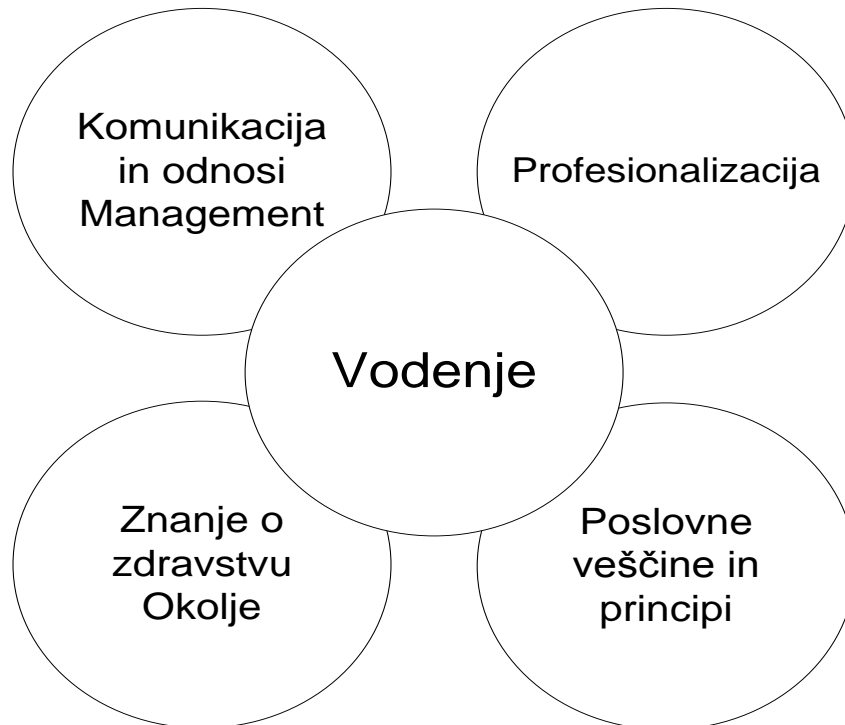 Komunikacija
in odnosi
Management
Profesionalizacija
Vodenje
Znanje o
zdravstvu
Okolje
Poslovne
veščine in
principi